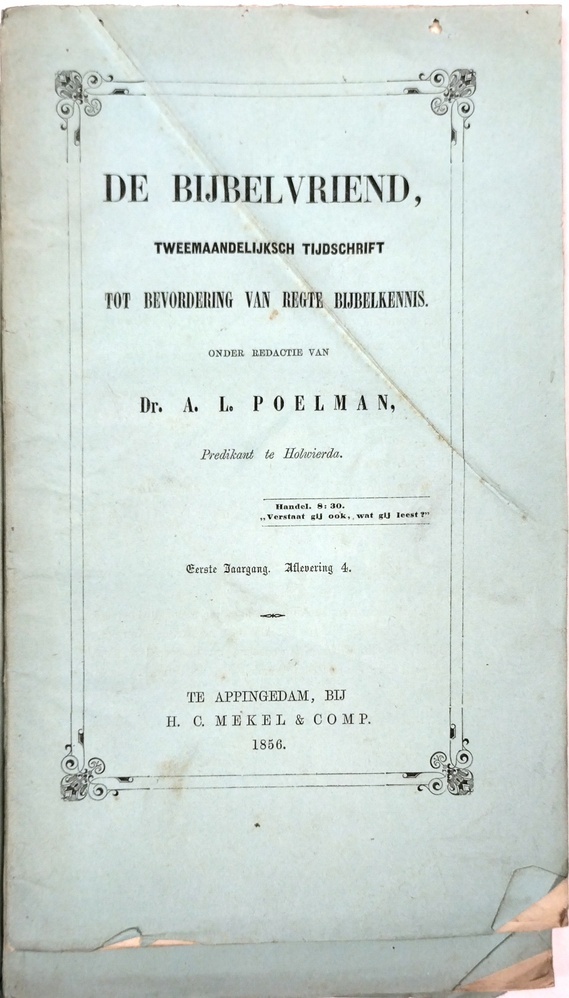 DE BIJBELVRIEND,
TWEEMAANDELIJKSCH TIJDSCHRIFT
TOT BEVORDERING VAN REGTE BIJBELKENNIS.
ONDER REDACTIE VAN
Dr. A. L. POELMAN,
Predikant te Holwierda.
Handel. 8: 30.
„Verstaat gij ook, wat gij leest?"
Eerste Jaargang. Aflevering 4.
TE APPINGEDAM, BIJ
H. C. MEKEL & COMP.
1856.